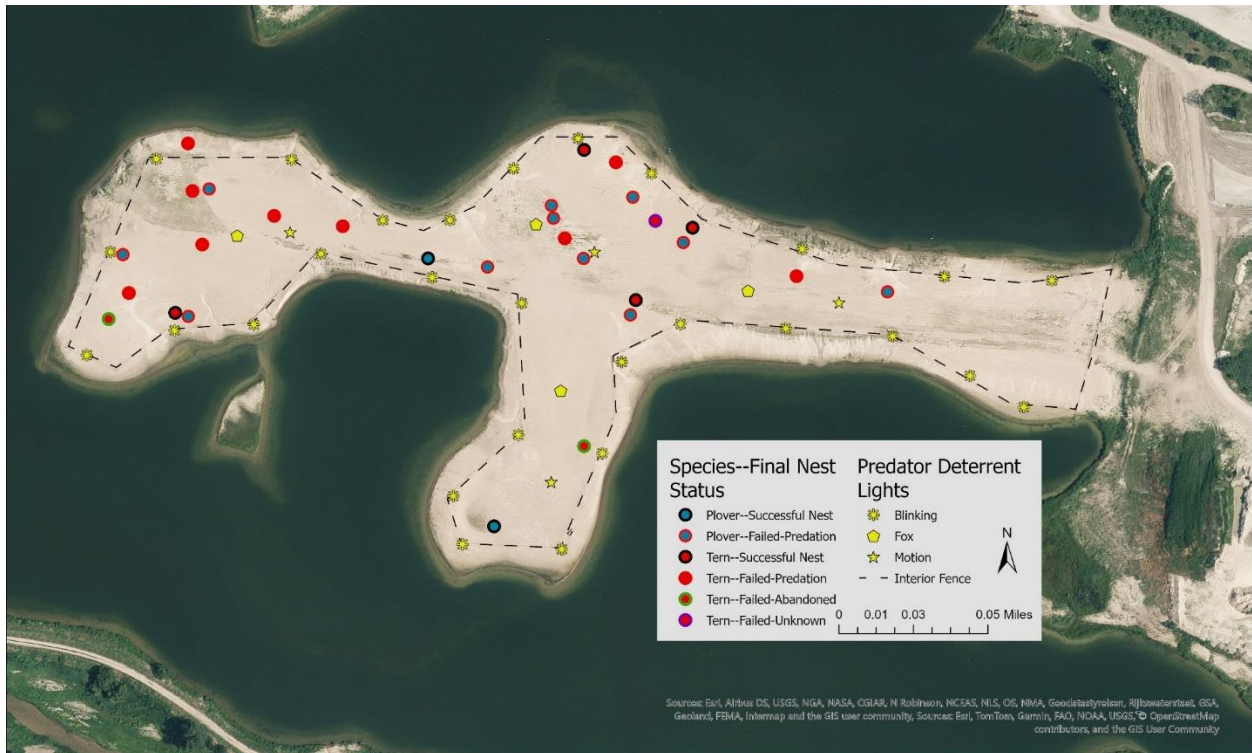 Species--Final Nest
Status
Plover--Successful Nest
Plover--Failed-Predation
Tern--Successful Nest
Tern--Failed-Predation
Tern--Failed-Abandoned
Tern--Failed-Unknown
Predator Deterrent
Lights
Blinking
Fox
Motion
Interior Fence
N
0 0.01 0.03 0.05 Miles
Sources: Esri, Airbus DS, USGS, NGA, NASA, CGIAR, N Robinson, NCEAS, NLS, OS, NMA, Geodatastyrelsen, Rijkswaterstaat, GSA,
Geoland, FEMA, Intermap and the GIS user community, Sources: Esri, TomTom, Garmin, FAO, NOAA, USGS, © OpenStreetMap
contributors, and the GIS User Community